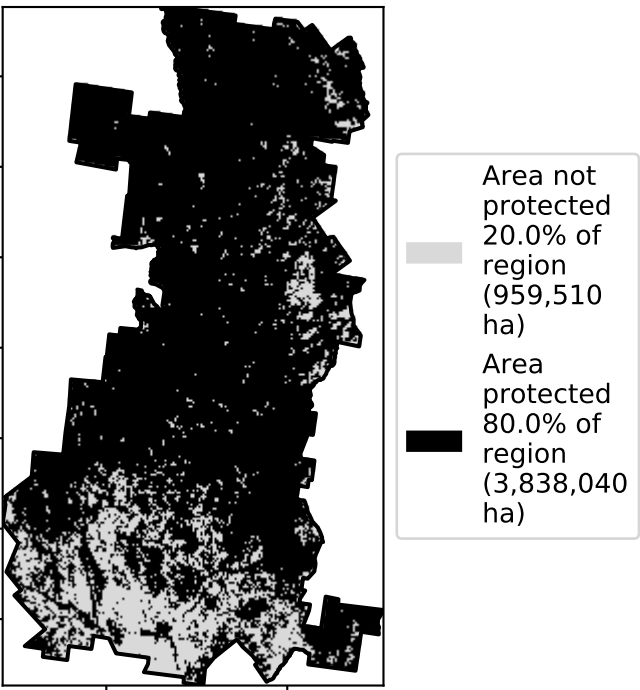 Area not
protected
20.0% of
region
(959,510
ha)
Area
protected
80.0% of
region
(3,838,040
ha)